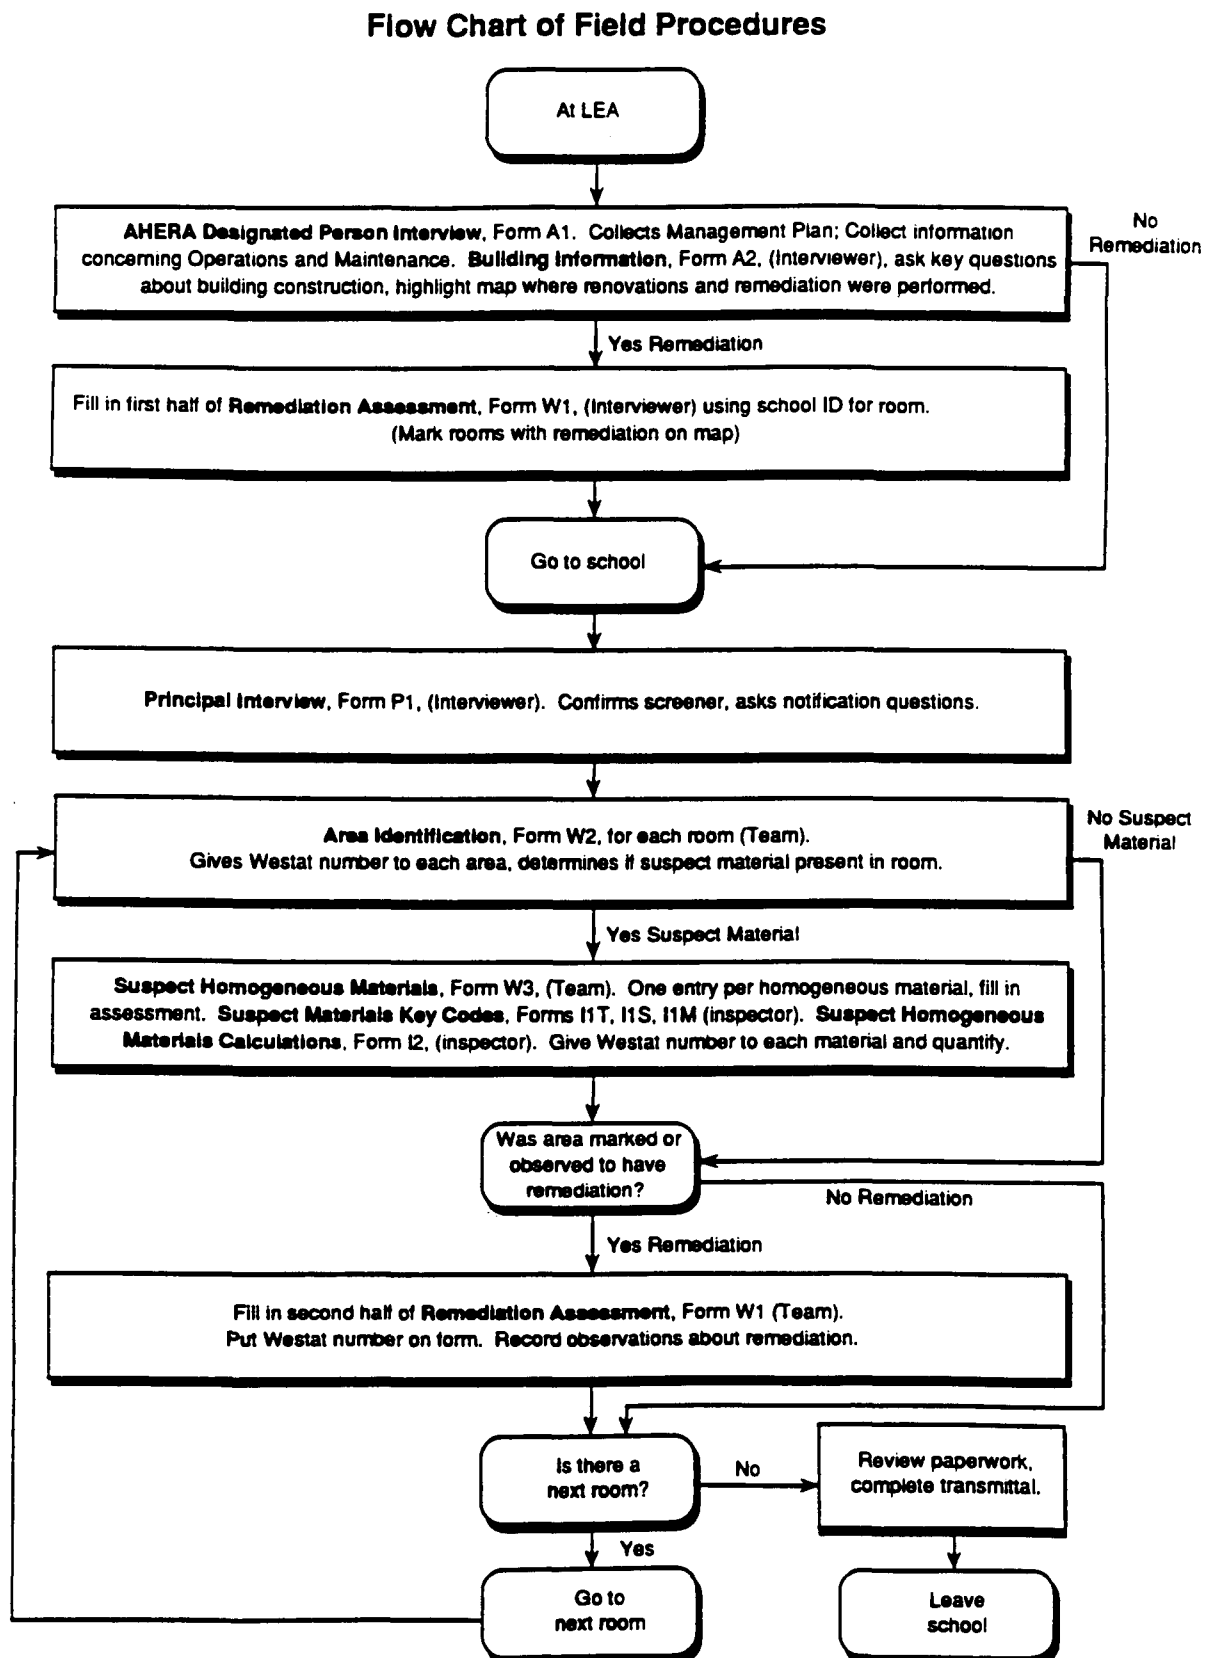 Flow Chart of Field Procedures
At LEA
AHERA Designated Person Interview, Form A1. Collects Management Plan; Collect information
concerning Operations and Maintenance. Building Information, Form A2, (Interviewer), ask key questions
about building construction, highlight map where renovations and remediation were performed.
No
Remediation
Yes Remediation
Fill in first half of Remediation Assessment, Form W1, (Interviewer) using school ID for room.
(Mark rooms with remediation on map)
Go to school
Principal Interview, Form P1, (Interviewer). Confirms screener, asks notification questions.
Area Identification, Form W2, for each room (Team).
Gives Westat number to each area, determines if suspect material present in room.
No Suspect
Material
Yes Suspect Material
Suspect Homogeneous Materials, Form W3, (Team). One entry per homogeneous material, fill in
assessment. Suspect Materials Key Codes, Forms I1T, I1S, I1M (inspector). Suspect Homogeneous
Materials Calculations, Form I2, (inspector). Give Westat number to each material and quantify.
Was area marked or
observed to have
remediation?
No Remediation
Yes Remediation
Fill in second half of Remediation Assessment, Form W1 (Team).
Put Westat number on form. Record observations about remediation.
Is there a
next room?
No
Review paperwork,
complete transmittal.
Yes
Go to
next room
Leave
school